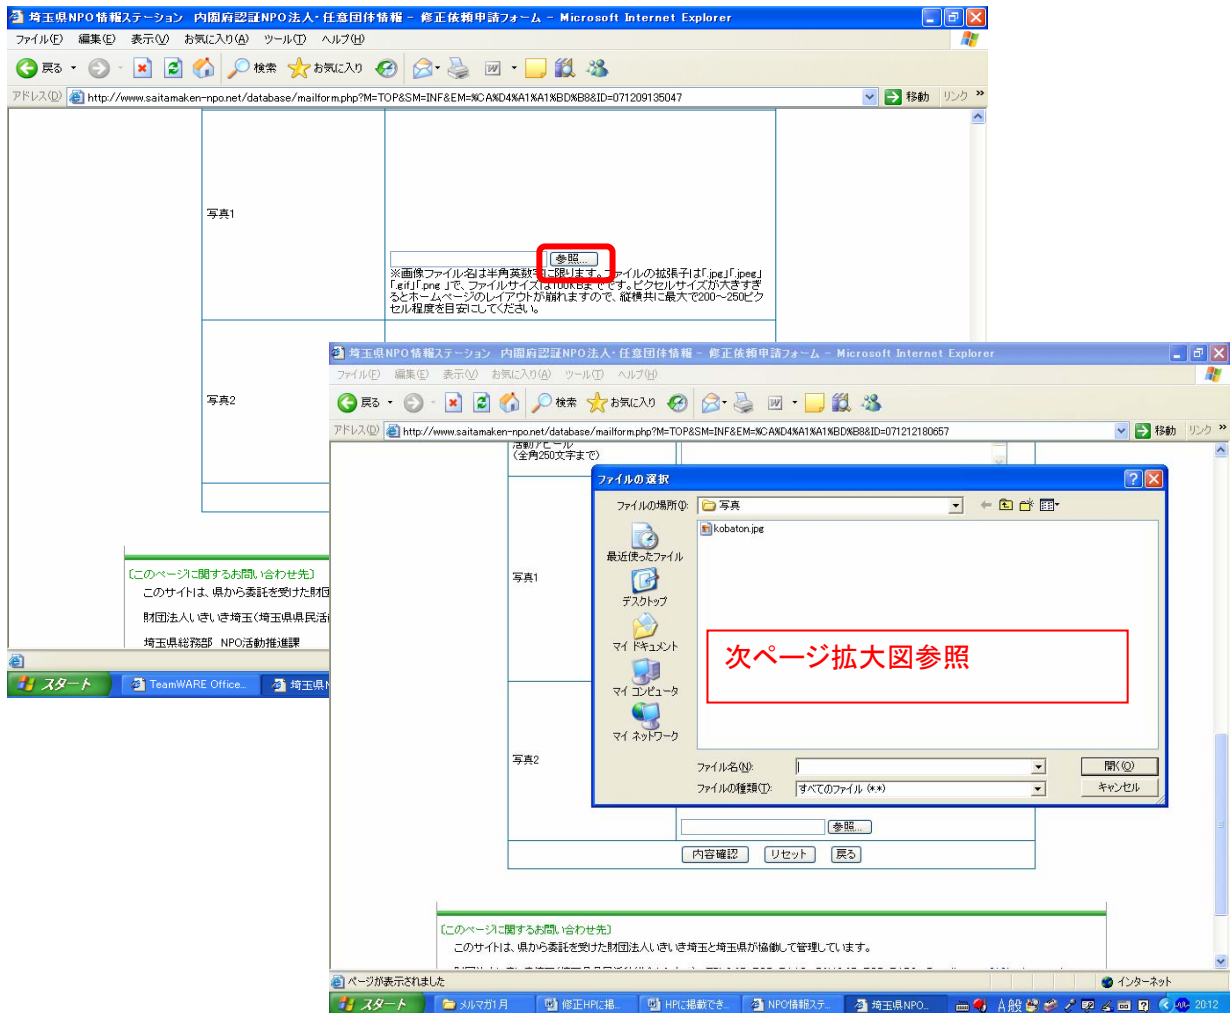 埼玉県NPO情報ステーション 内閣府認証NPO法人・任意団体情報 - 修正依頼申請フォーム - Microsoft Internet Explorer
ファイル(F) 編集(E) 表示(V) お気に入り(A) ツール(T) ヘルプ(H)
戻る 検索 お気に入り
アドレス(D) http://www.saitamaken-npo.net/database/mailform.php?M=TOP&SM=INF&EM=%CA%D4%A1%A1%BD%B8&ID=071209135047 移動 リンク »
写真1
参照...
※画像ファイル名は半角英数字に限ります。ファイルの拡張子は「.jpg」「.jpeg」
「.gif」「.png 」で、ファイルサイズは100KBまでです。ピクセルサイズが大きすぎ
るとホームページのレイアウトが崩れますので、縦横共に最大で200～250ピク
セル程度を目安にしてください。
写真2
〔このページに関するお問い合わせ先〕
このサイトは、県から委託を受けた財団
財団法人いきいき埼玉(埼玉県県民活
埼玉県総務部 NPO活動推進課
スタート TeamWARE Office... 埼玉県N
埼玉県NPO情報ステーション 内閣府認証NPO法人・任意団体情報 - 修正依頼申請フォーム - Microsoft Internet Explorer
ファイル(F) 編集(E) 表示(V) お気に入り(A) ツール(T) ヘルプ(H)
戻る 検索 お気に入り
アドレス(D) http://www.saitamaken-npo.net/database/mailform.php?M=TOP&SM=INF&EM=%CA%D4%A1%A1%BD%B8&ID=071212180657 移動 リンク »
活動アピール
(全角250文字まで)
ファイルの選択
ファイルの場所(I): 写真
kobaton.jpg
最近使ったファイル
デスクトップ
マイ ドキュメント
マイ コンピュータ
マイ ネットワーク
次ページ拡大図参照
ファイル名(N): 開く(O)
ファイルの種類(T): すべてのファイル (*.*) キャンセル
写真1
写真2
参照...
内容確認 リセット 戻る
〔このページに関するお問い合わせ先〕
このサイトは、県から委託を受けた財団法人いきいき埼玉と埼玉県が協働して管理しています。
ページが表示されました インターネット
スタート メルマガ1月 修正HPに掲... HPに掲載でき... NPO情報ステ... 埼玉県NPO... A般 20:12